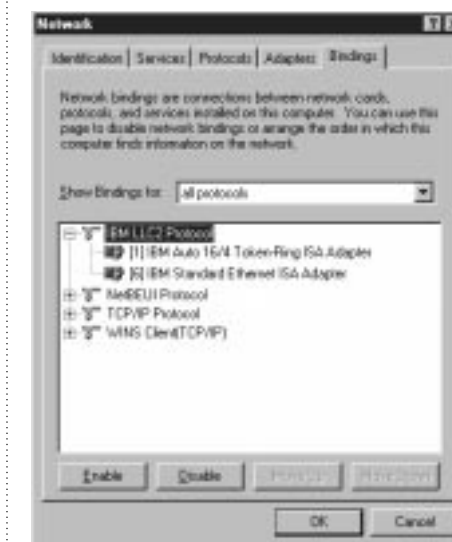 Network
Identification Services Protocols Adapters Bindings
Network bindings are connections between network cards,
protocols, and services installed on this computer. You can use this
page to disable network bindings or arrange the order in which this
computer finds information on the network.
Show Bindings for: all protocols
IBM LLC2 Protocol
[1] IBM Auto 16/4 Token-Ring ISA Adapter
[6] IBM Standard Ethernet ISA Adapter
NetBEUI Protocol
TCP/IP Protocol
WINS Client(TCP/IP)
Enable Disable Move Up Move Down
OK Cancel